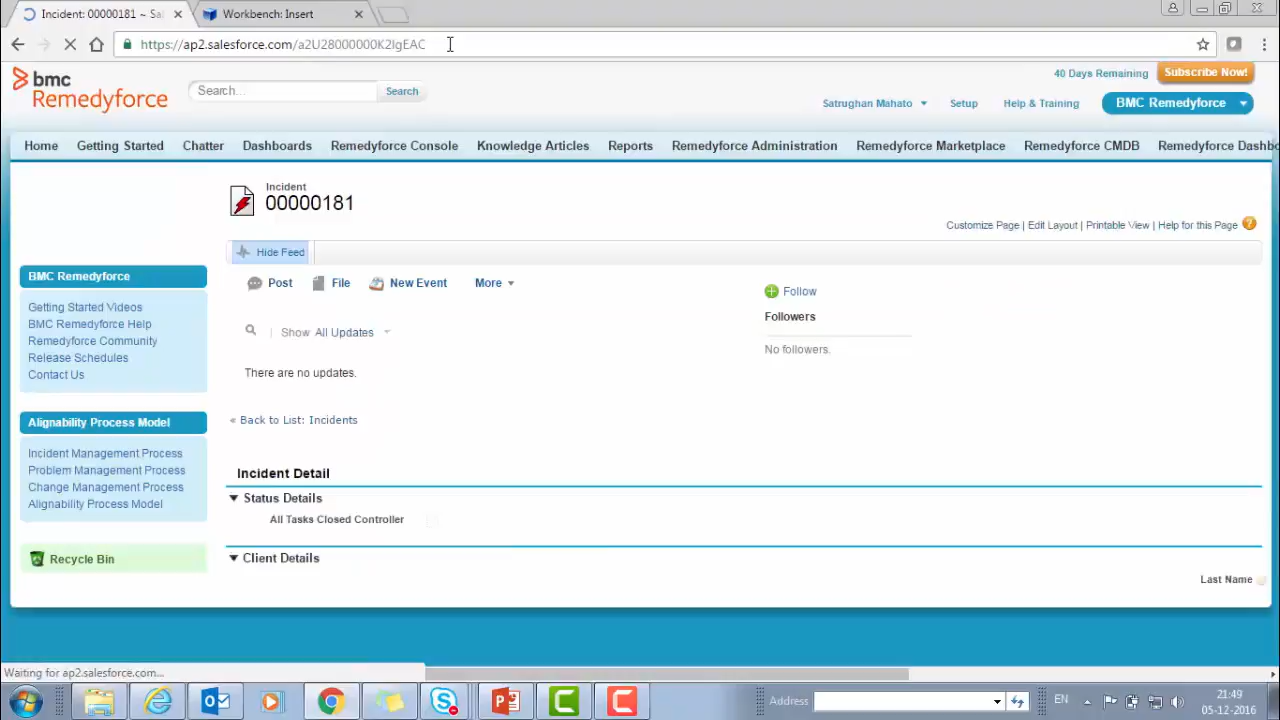 Incident: 00000181 ~ Sa
Workbench: Insert
https://ap2.salesforce.com/a2U28000000K2IgEAC
bmc
Remedyforce
Search...
Search
40 Days Remaining
Subscribe Now!
Satrughan Mahato
Setup
Help & Training
BMC Remedyforce
Home
Getting Started
Chatter
Dashboards
Remedyforce Console
Knowledge Articles
Reports
Remedyforce Administration
Remedyforce Marketplace
Remedyforce CMDB
Remedyforce Dashbo
Incident
00000181
Customize Page | Edit Layout | Printable View | Help for this Page
Hide Feed
Post
File
New Event
More
Follow
Followers
No followers.
Show All Updates
There are no updates.
« Back to List: Incidents
BMC Remedyforce
Getting Started Videos
BMC Remedyforce Help
Remedyforce Community
Release Schedules
Contact Us
Alignability Process Model
Incident Management Process
Problem Management Process
Change Management Process
Alignability Process Model
Recycle Bin
Incident Detail
Status Details
All Tasks Closed Controller
Client Details
Last Name
Waiting for ap2.salesforce.com...
Address
EN
21:49
05-12-2016